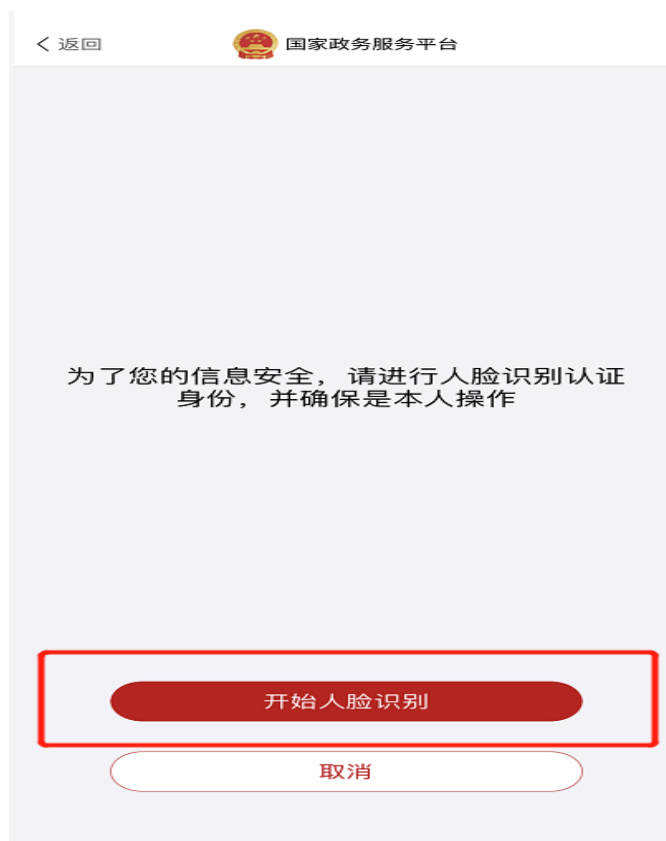 返回
国家政务服务平台
为了您的信息安全，请进行人脸识别认证
身份，并确保是本人操作
开始人脸识别
取消